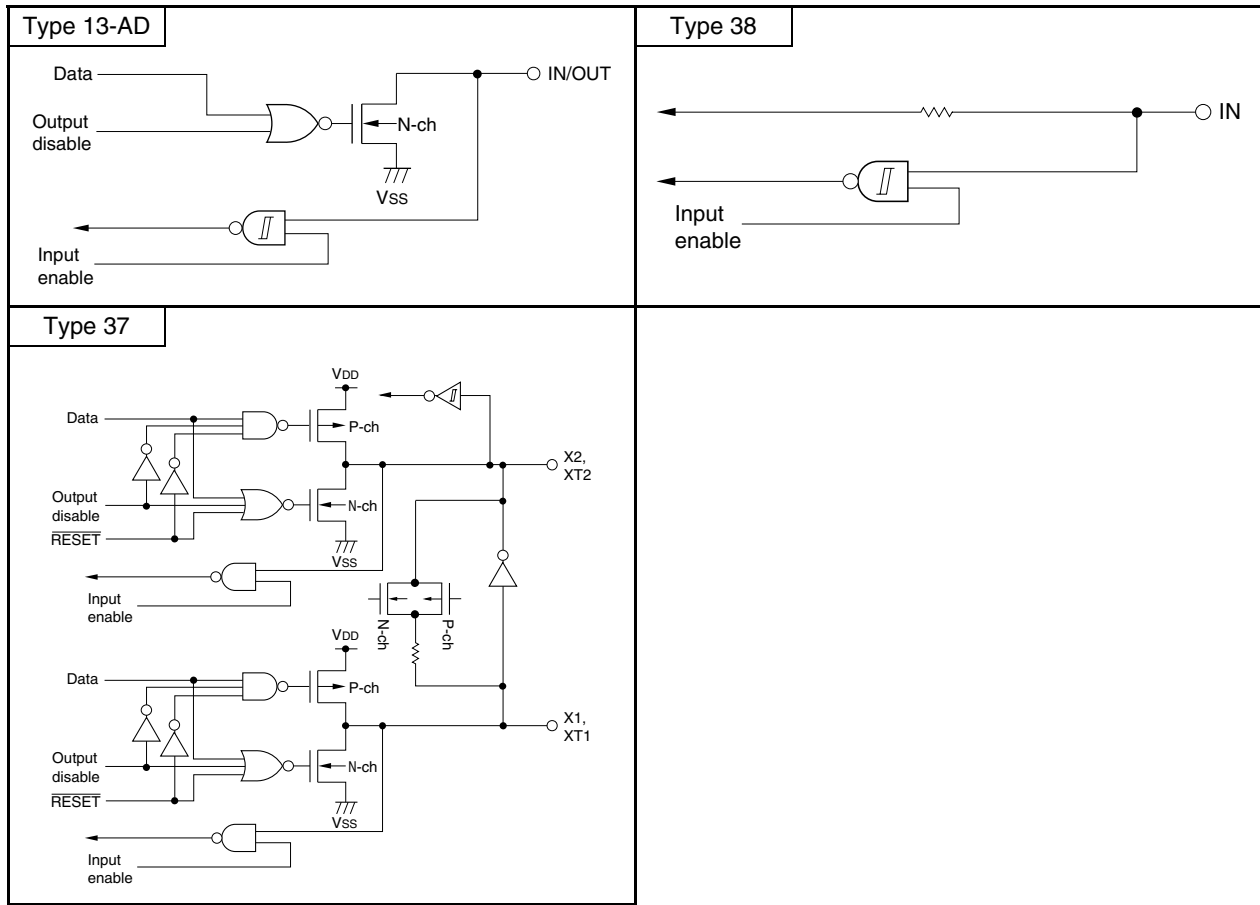 Type 13-AD
Data
Output
disable
N-ch
IN/OUT
VSS
Input
enable
Type 38
IN
Input
enable
Type 37
VDD
Data
P-ch
X2,
XT2
Output
disable
N-ch
RESET
VSS
Input
enable
N-ch
P-ch
VDD
Data
P-ch
X1,
XT1
Output
disable
N-ch
RESET
VSS
Input
enable